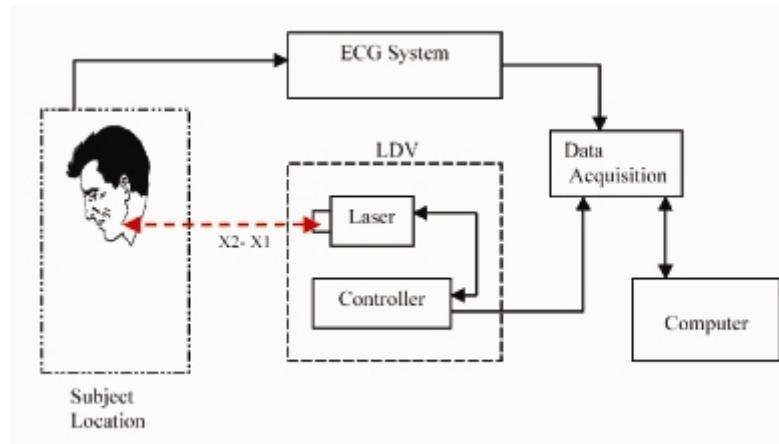 ECG System
LDV
Data
Acquisition
Laser
X2- X1
Controller
Computer
Subject
Location